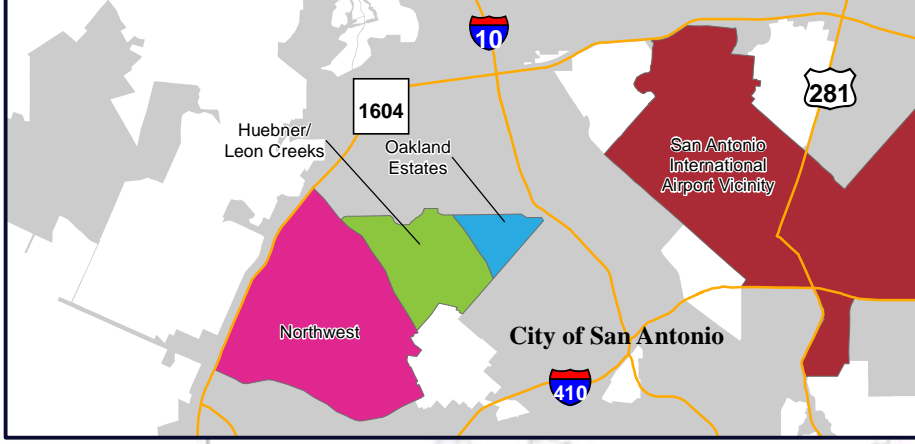 10
281
1604
Huebner/
Leon Creeks
Oakland
Estates
San Antonio
International
Airport Vicinity
Northwest
City of San Antonio
410